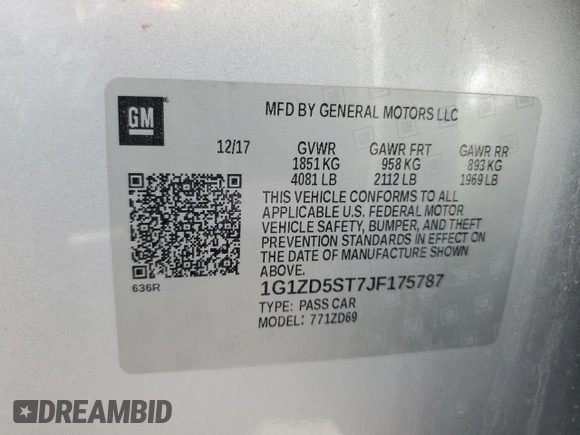 GM
MFD BY GENERAL MOTORS LLC
12/17 GVWR GAWR FRT GAWR RR
1851 KG 958 KG 893 KG
4081 LB 2112 LB 1969 LB
THIS VEHICLE CONFORMS TO ALL
APPLICABLE U.S. FEDERAL MOTOR
VEHICLE SAFETY, BUMPER, AND THEFT
PREVENTION STANDARDS IN EFFECT ON
THE DATE OF MANUFACTURE SHOWN
ABOVE.
636R
1G1ZD5ST7JF175787
TYPE: PASS CAR
MODEL: 771ZD69
DREAMBID